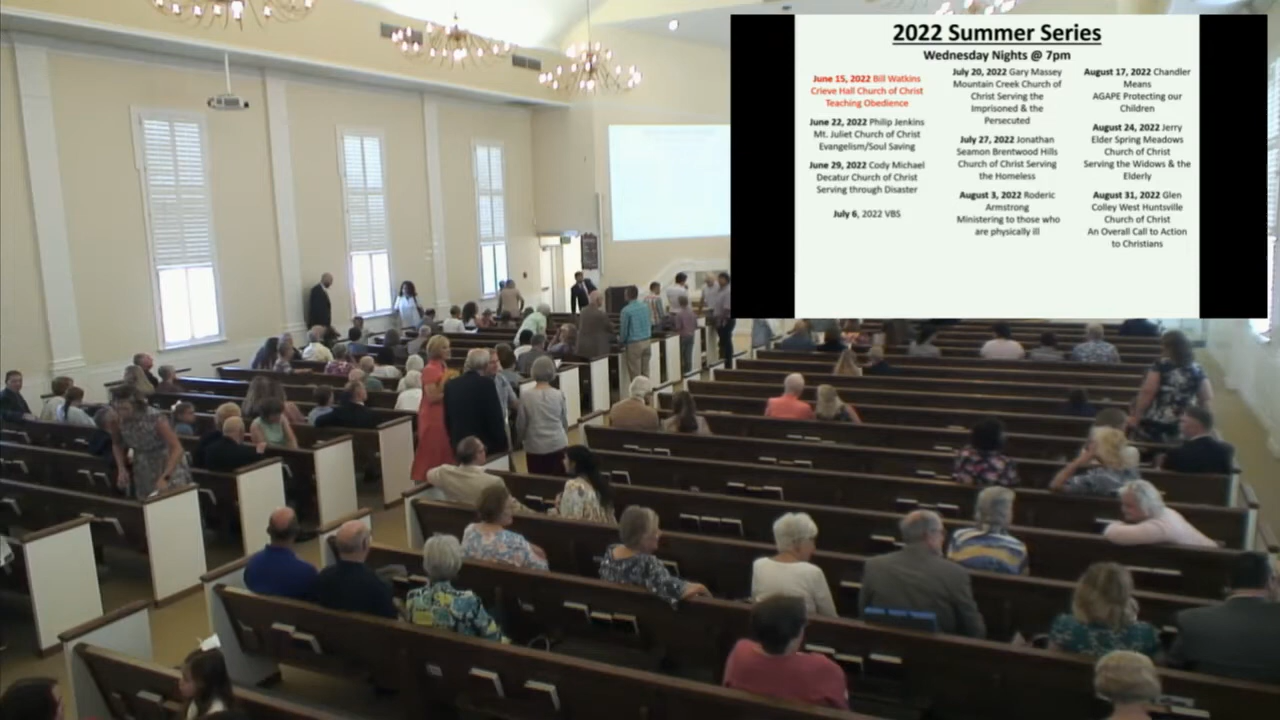 2022 Summer Series
Wednesday Nights @ 7pm
June 15, 2022 Bill Watkins
Crieve Hall Church of Christ
Teaching Obedience
June 22, 2022 Philip Jenkins
Mt. Juliet Church of Christ
Evangelism/Soul Saving
June 29, 2022 Cody Michael
Decatur Church of Christ
Serving through Disaster
July 6, 2022 VBS
July 20, 2022 Gary Massey
Mountain Creek Church of
Christ Serving the
Imprisoned & the
Persecuted
July 27, 2022 Jonathan
Seamon Brentwood Hills
Church of Christ Serving
the Homeless
August 3, 2022 Roderic
Armstrong
Ministering to those who
are physically ill
August 17, 2022 Chandler
Means
AGAPE Protecting our
Children
August 24, 2022 Jerry
Elder Spring Meadows
Church of Christ
Serving the Widows & the
Elderly
August 31, 2022 Glen
Colley West Huntsville
Church of Christ
An Overall Call to Action
to Christians